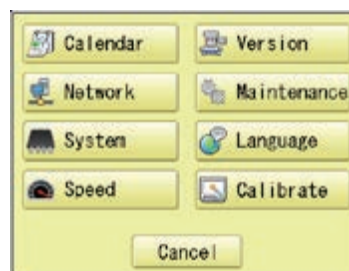 Calendar
Version
Network
Maintenance
System
Language
Speed
Calibrate
Cancel